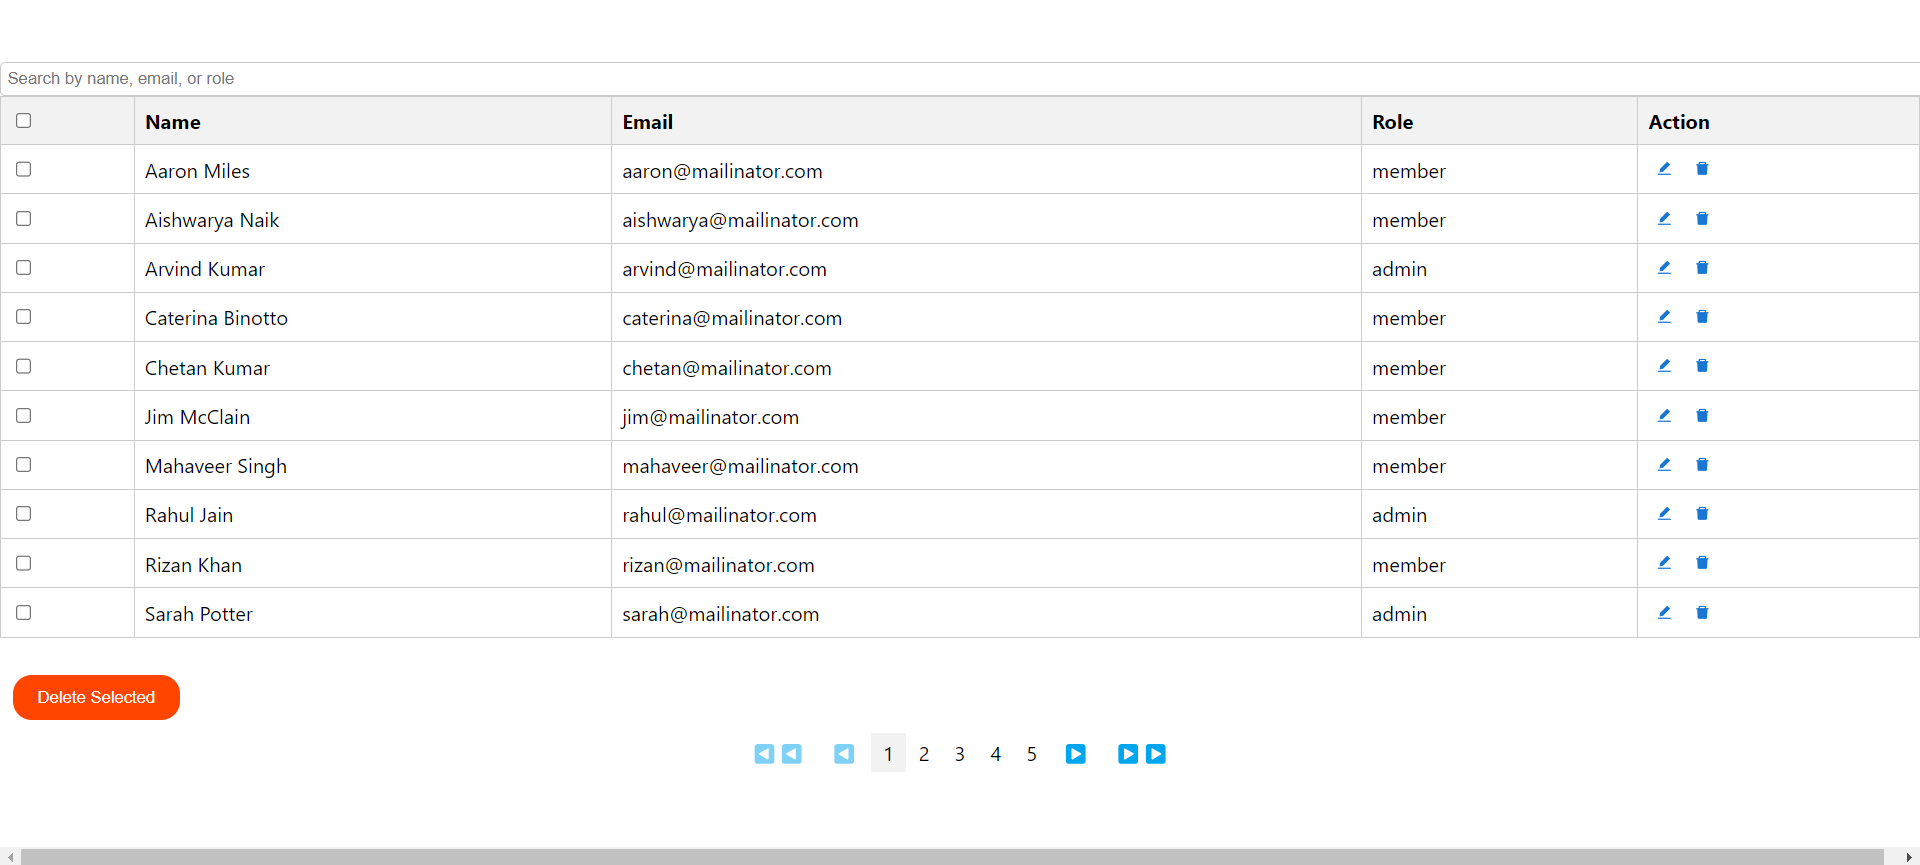 Search by name, email, or role
Name Email Role Action
Aaron Miles aaron@mailinator.com member
Aishwarya Naik aishwarya@mailinator.com member
Arvind Kumar arvind@mailinator.com admin
Caterina Binotto caterina@mailinator.com member
Chetan Kumar chetan@mailinator.com member
Jim McClain jim@mailinator.com member
Mahaveer Singh mahaveer@mailinator.com member
Rahul Jain rahul@mailinator.com admin
Rizan Khan rizan@mailinator.com member
Sarah Potter sarah@mailinator.com admin
Delete Selected
1 2 3 4 5